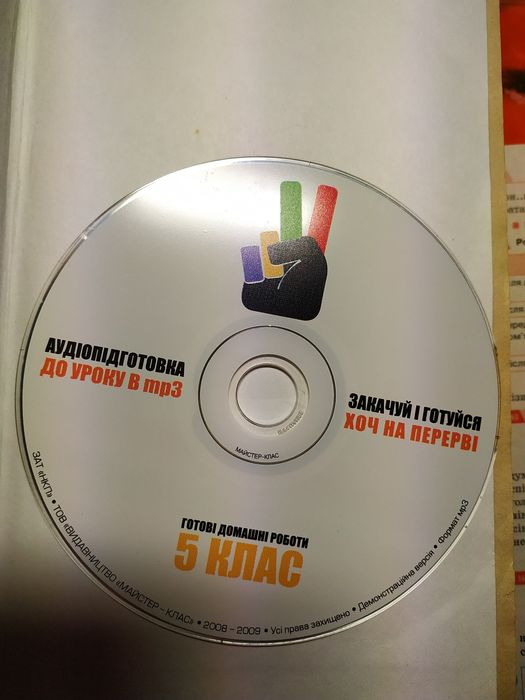 АУДІОПІДГОТОВКА
ДО УРОКУ В mp3
ЗАКАЧУЙ І ГОТУЙСЯ
ХОЧ НА ПЕРЕРВІ
МАЙСТЕР-КЛАС
ГОТОВІ ДОМАШНІ РОБОТИ
5 КЛАС
ЗАТ «НКП» • ТОВ «ВИДАВНИЦТВО «МАЙСТЕР – КЛАС» • 2008 – 2009 • Усі права захищено • Демонстраційна версія • Формат mp3